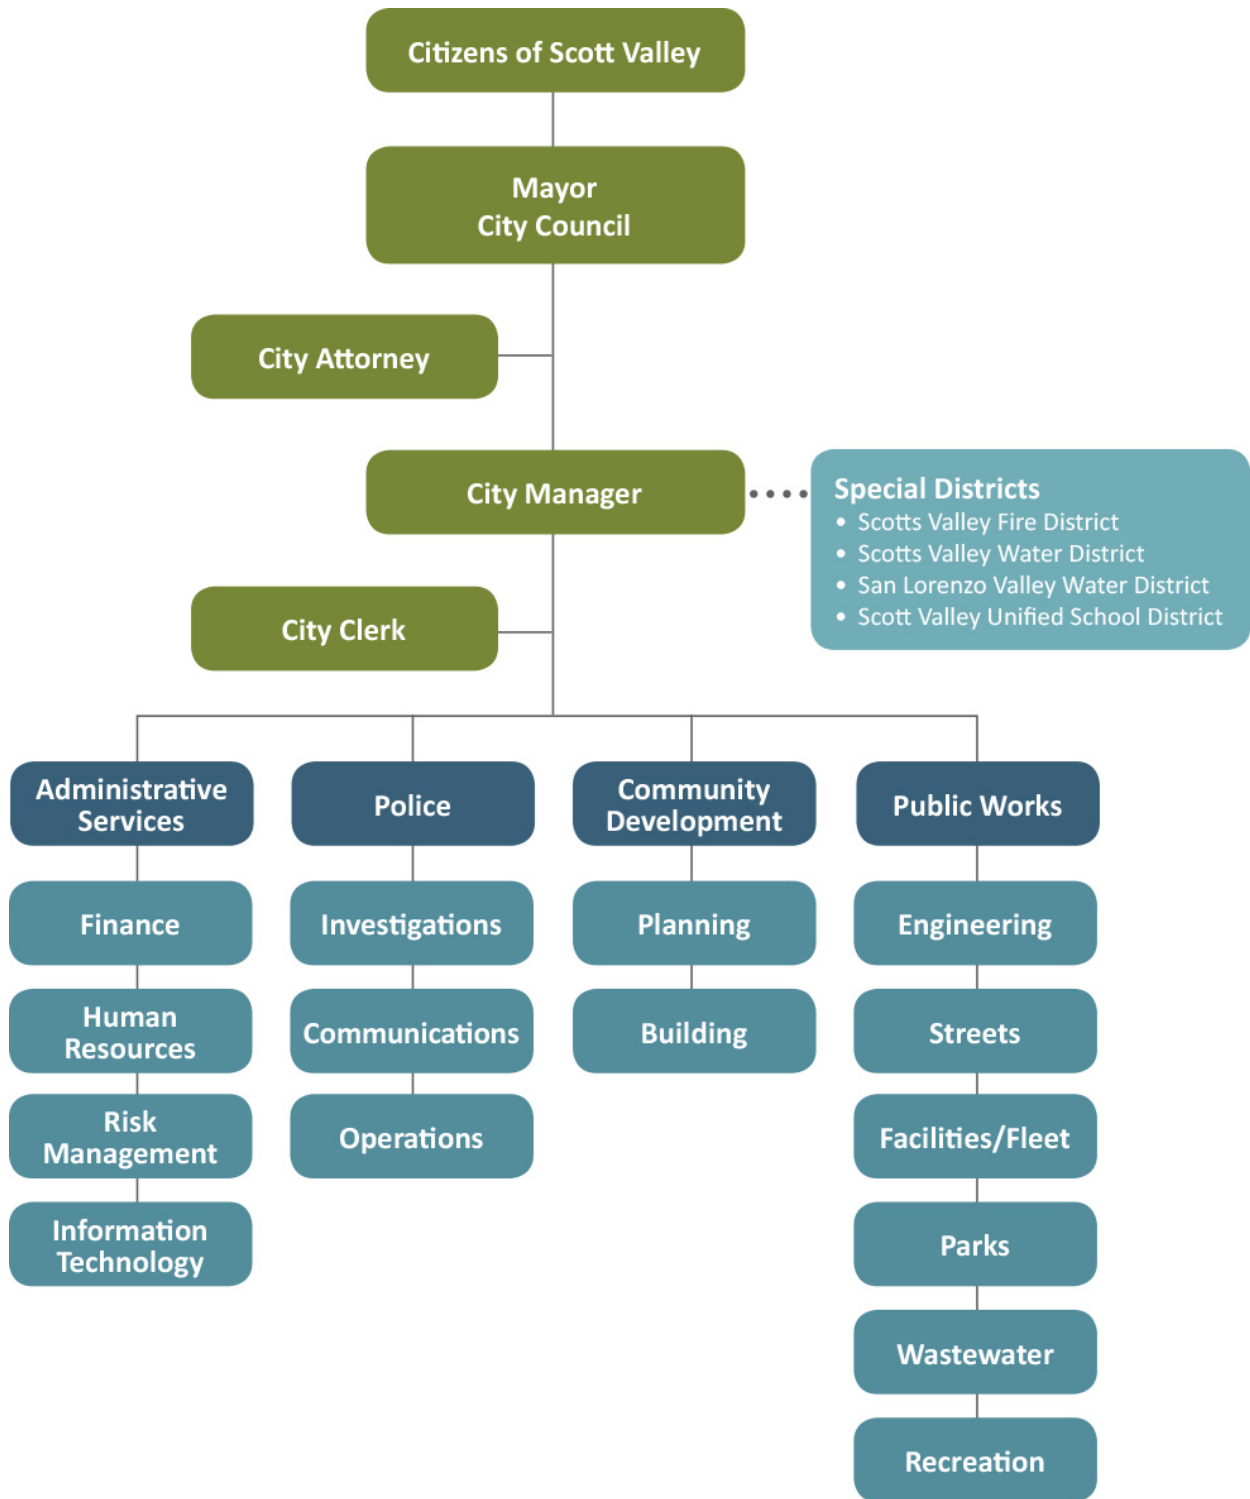 Citizens of Scott Valley
Mayor
City Council
City Attorney
City Manager
Special Districts
• Scotts Valley Fire District
• Scotts Valley Water District
• San Lorenzo Valley Water District
• Scott Valley Unified School District
City Clerk
Administrative
Services
Finance
Human
Resources
Risk
Management
Information
Technology
Police
Investigations
Communications
Operations
Community
Development
Planning
Building
Public Works
Engineering
Streets
Facilities/Fleet
Parks
Wastewater
Recreation